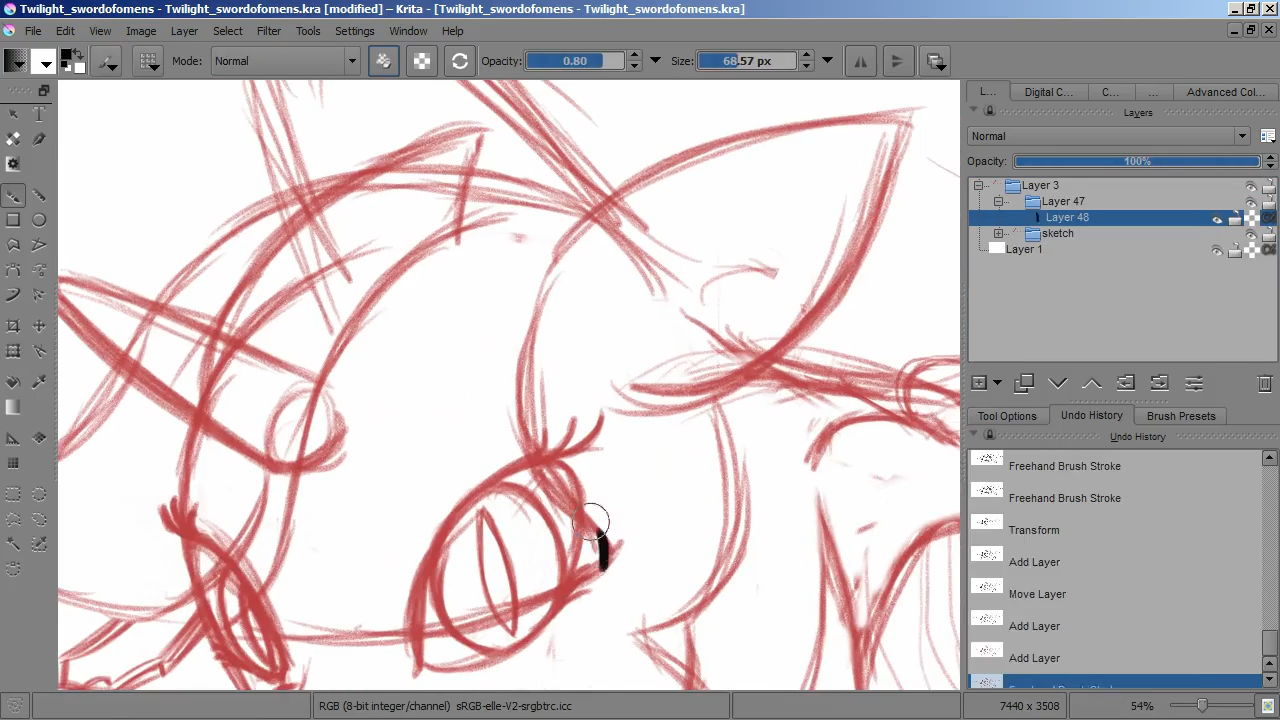 Twilight_swordofomens - Twilight_swordofomens.kra [modified] – Krita - [Twilight_swordofomens - Twilight_swordofomens.kra]
File Edit View Image Layer Select Filter Tools Settings Window Help
Mode: Normal Opacity: 0.80 Size: 68.57 px
L... Digital C... C... ... Advanced Col...
Layers
Normal
Opacity: 100%
Layer 3
Layer 47
Layer 48
sketch
Layer 1
Tool Options Undo History Brush Presets
Undo History
Freehand Brush Stroke
Freehand Brush Stroke
Transform
Add Layer
Move Layer
Add Layer
Add Layer
RGB (8-bit integer/channel) sRGB-elle-V2-srgbtrc.icc 7440 x 3508 54%